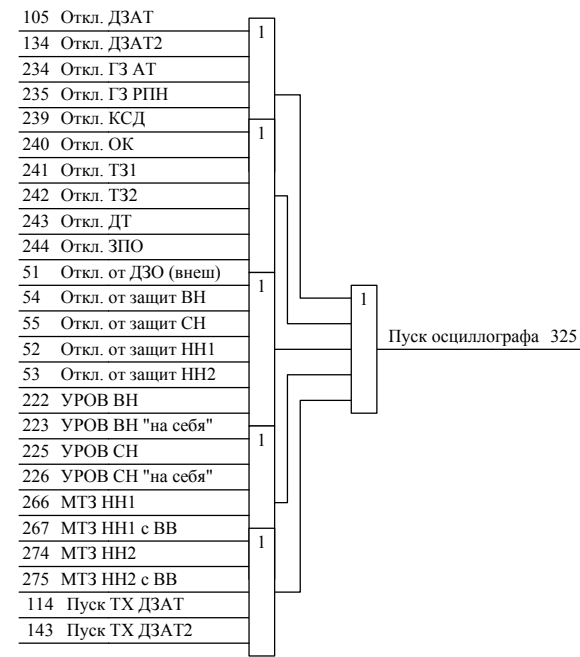 105 Откл. ДЗАТ
134 Откл. ДЗАТ2
234 Откл. ГЗ АТ
235 Откл. ГЗ РПН
239 Откл. КСД
240 Откл. ОК
241 Откл. ТЗ1
242 Откл. ТЗ2
243 Откл. ДТ
244 Откл. ЗПО
51 Откл. от ДЗО (внеш)
54 Откл. от защит ВН
55 Откл. от защит СН
52 Откл. от защит НН1
53 Откл. от защит НН2
222 УРОВ ВН
223 УРОВ ВН "на себя"
225 УРОВ СН
226 УРОВ СН "на себя"
266 МТЗ НН1
267 МТЗ НН1 с ВВ
274 МТЗ НН2
275 МТЗ НН2 с ВВ
114 Пуск ТХ ДЗАТ
143 Пуск ТХ ДЗАТ2
1
1
1
1
1
1
Пуск осциллографа 325